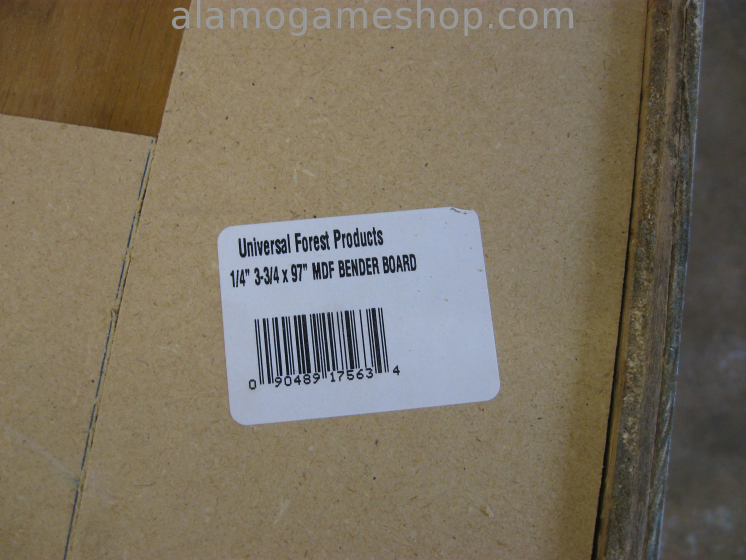 alamogameshop.com
Universal Forest Products
1/4" 3-3/4 x 97" MDF BENDER BOARD
0 90489 17563 4